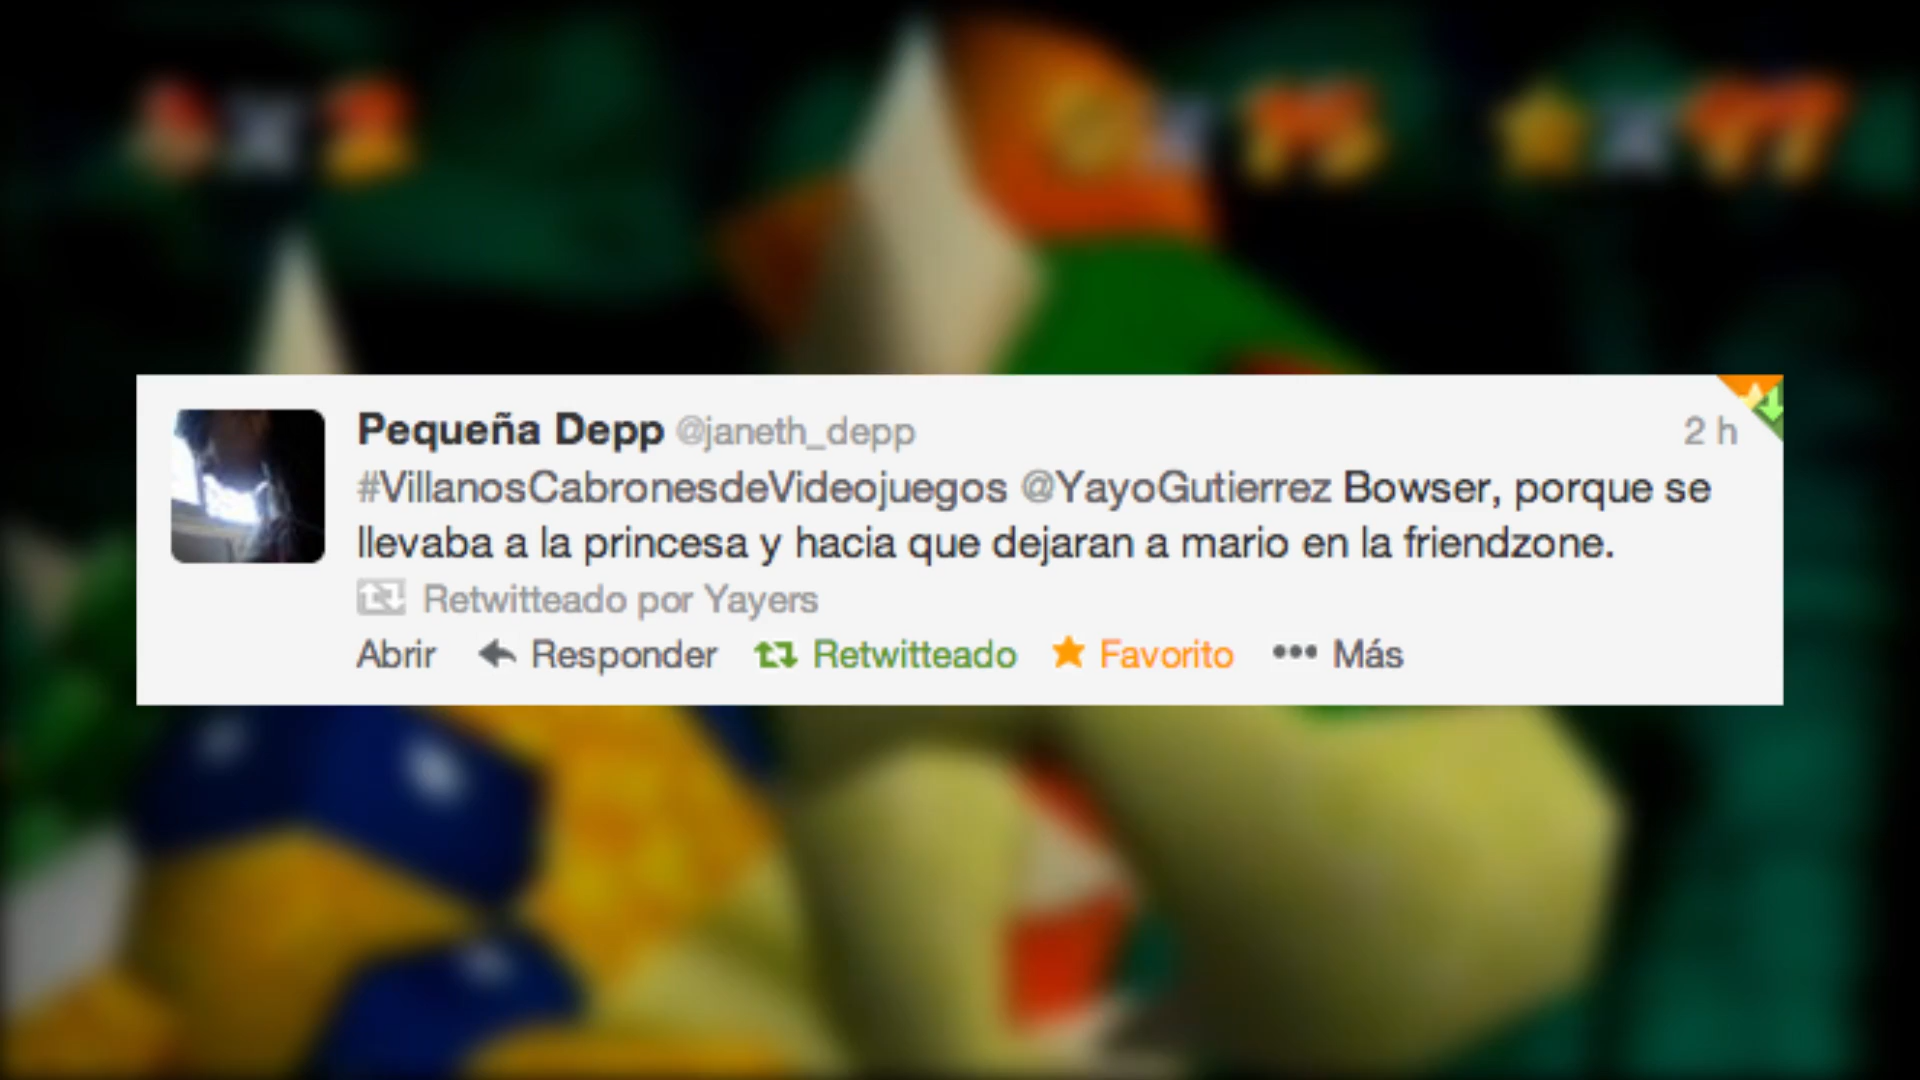 Pequeña Depp @janeth_depp 2 h
#VillanosCabronesdeVideojuegos @YayoGutierrez Bowser, porque se
llevaba a la princesa y hacia que dejaran a mario en la friendzone.
Retwitteado por Yayers
Abrir Responder Retwitteado Favorito ••• Más